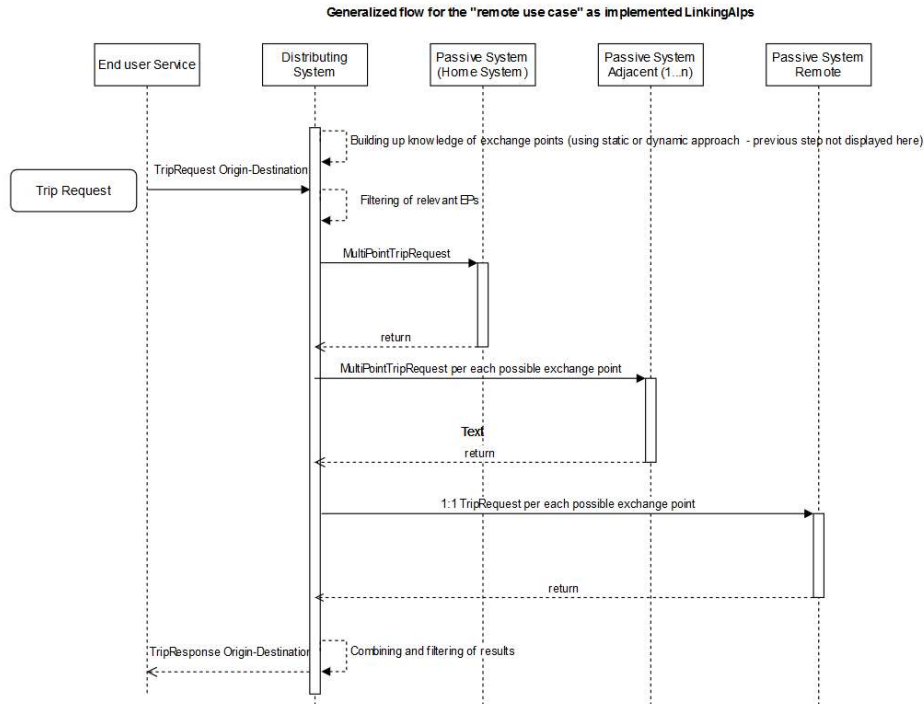 Generalized flow for the "remote use case" as implemented LinkingAlps
End user Service
Distributing
System
Passive System
(Home System)
Passive System
Adjacent (1...n)
Passive System
Remote
Building up knowledge of exchange points (using static or dynamic approach - previous step not displayed here)
TripRequest Origin-Destination
Trip Request
Filtering of relevant EPs
MultiPointTripRequest
return
MultiPointTripRequest per each possible exchange point
Text
return
1:1 TripRequest per each possible exchange point
return
TripResponse Origin-Destination
Combining and filtering of results